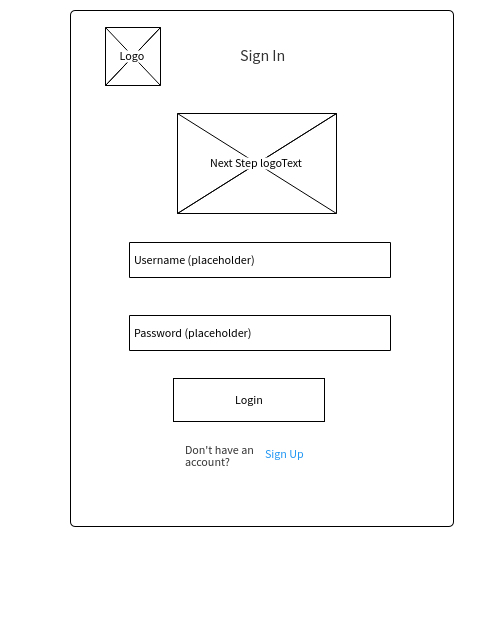 Logo
Sign In
Next Step logoText
Username (placeholder)
Password (placeholder)
Login
Don't have an
account?
Sign Up